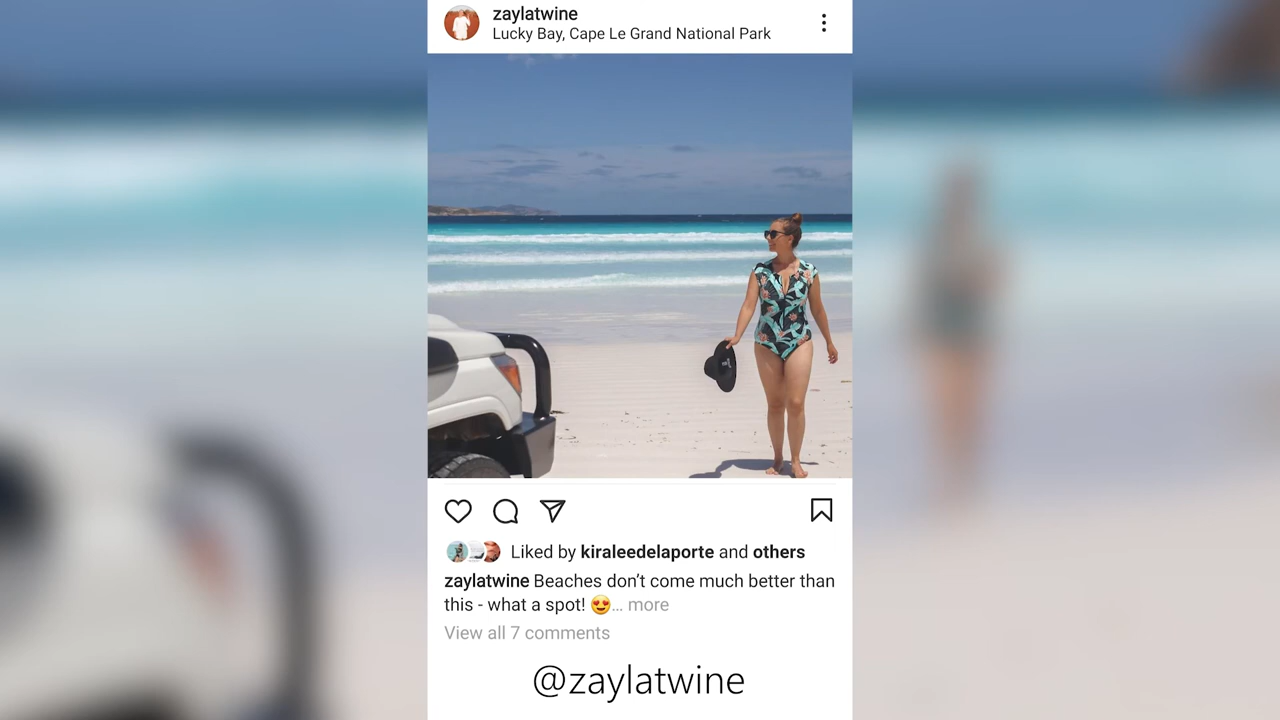 zaylatwine
Lucky Bay, Cape Le Grand National Park
Liked by kiraleedelaporte and others
zaylatwine Beaches don’t come much better than
this - what a spot! 😍... more
View all 7 comments
@zaylatwine